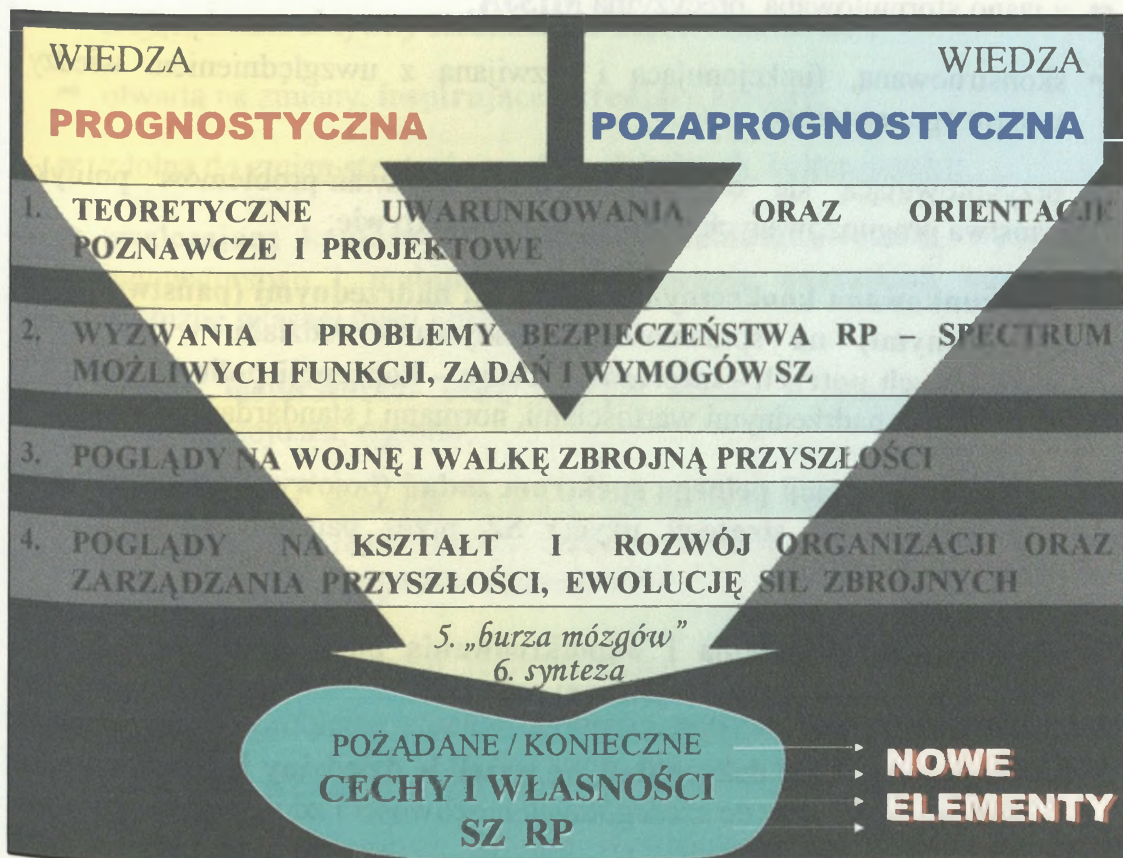 WIEDZA
PROGNOSTYCZNA
WIEDZA
POZAPROGNOSTYCZNA
1. TEORETYCZNE UWARUNKOWANIA ORAZ ORIENTACJE
POZNAWCZE I PROJEKTOWE
2. WYZWANIA I PROBLEMY BEZPIECZEŃSTWA RP – SPECTRUM
MOŻLIWYCH FUNKCJI, ZADAŃ I WYMOGÓW SZ
3. POGLĄDY NA WOJNĘ I WALKĘ ZBROJNĄ PRZYSZŁOŚCI
4. POGLĄDY NA KSZTAŁT I ROZWÓJ ORGANIZACJI ORAZ
ZARZĄDZANIA PRZYSZŁOŚCI, EWOLUCJĘ SIŁ ZBROJNYCH
5. „burza mózgów”
6. synteza
POŻĄDANE / KONIECZNE
CECHY I WŁASNOŚCI
SZ RP
NOWE
ELEMENTY